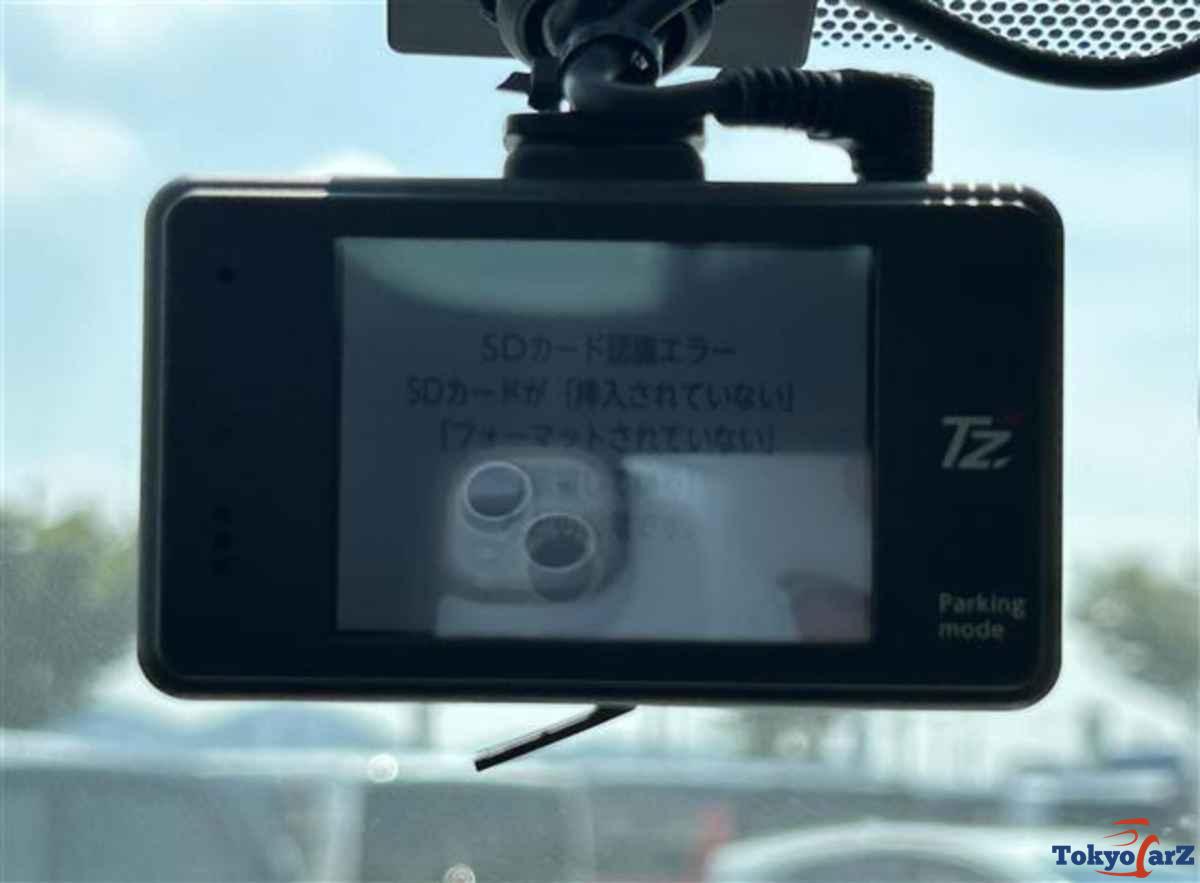 SDカード認識エラー
SDカードが「挿入されていない」
「フォーマットされていない」
TZ.
Parking
mode
TokyoCarZ